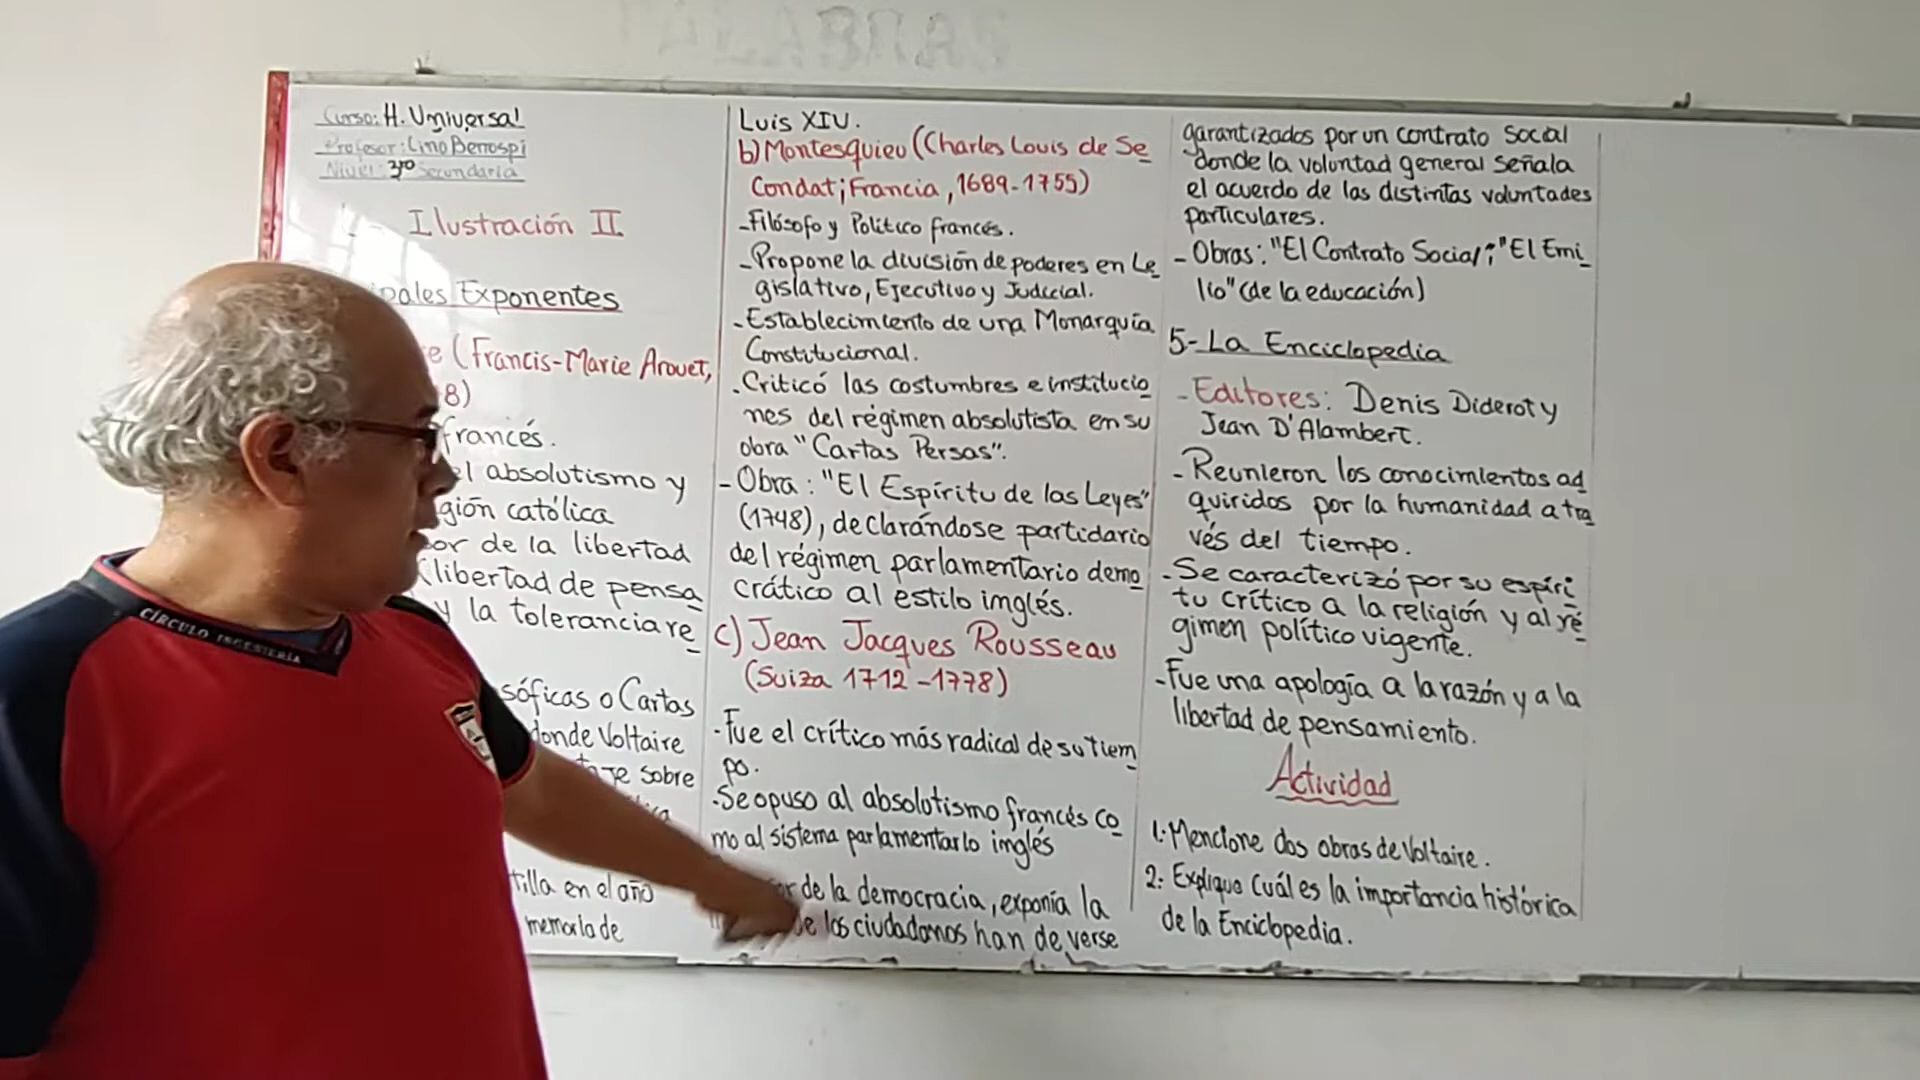 Curso: H. Universal
Profesor: Lino Berrospi
Nivel: 3ro Secundaria
Ilustración II
Exponentes
(Francis-Marie Arouet,
8)
francés.
el absolutismo y
católica
de la libertad
libertad de pensa
y la tolerancia re
o Cartas
donde Voltaire
sobre
en el año
memoria de
Luis XIV.
b) Montesquieu (Charles Louis de Se
Condat; Francia, 1689-1755)
- Filósofo y Político francés.
- Propone la división de poderes en Le
gislativo, Ejecutivo y Judicial.
- Establecimiento de una Monarquía
Constitucional.
. Criticó las costumbres e institucio
nes del régimen absolutista en su
obra "Cartas Persas".
- Obra: "El Espíritu de las Leyes"
(1748), declarándose partidario
del régimen parlamentario demo
crático al estilo inglés.
c) Jean Jacques Rousseau
(Suiza 1712-1778)
- Fue el crítico más radical de su tiem
po.
- Se opuso al absolutismo francés co
mo al sistema parlamentario inglés
de la democracia, exponía la
los ciudadanos han de verse
garantizados por un contrato Social
donde la voluntad general señala
el acuerdo de las distintas voluntades
particulares.
- Obras: "El Contrato Social"; "El Emi
lio" (de la educación)
5- La Enciclopedia
- Editores: Denis Diderot y
Jean D'Alambert.
- Reunieron los conocimientos ad
quiridos por la humanidad a tra
vés del tiempo.
- Se caracterizó por su espíri
tu crítico a la religión y al ré
gimen político vigente.
- Fue una apología a la razón y a la
libertad de pensamiento.
Actividad
1. Mencione dos obras de Voltaire.
2. Explique Cuál es la importancia histórica
de la Enciclopedia.
CÍRCULO INGENIERÍA